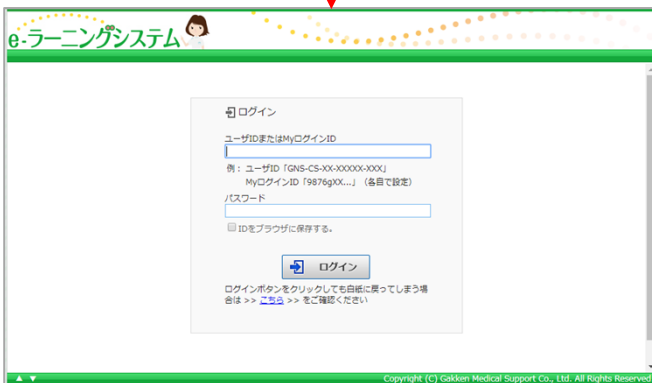 e-ラーニングシステム
ログイン
ユーザIDまたはMyログインID
例： ユーザID「GNS-CS-XX-XXXXX-XXX」
MyログインID「9876gXX...」（各自で設定）
パスワード
IDをブラウザに保存する。
ログイン
ログインボタンをクリックしても白紙に戻ってしまう場
合は >> こちら >> をご確認ください
▲ ▼ Copyright (C) Gakken Medical Support Co., Ltd. All Rights Reserved